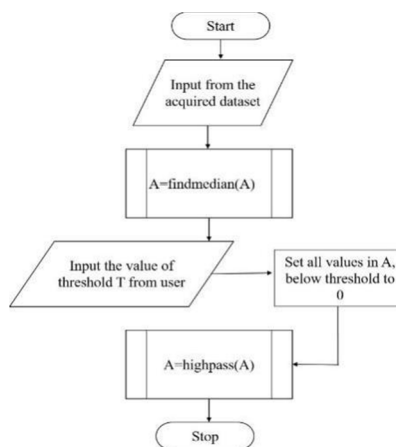 Start
Input from the
acquired dataset
A=findmedian(A)
Input the value of
threshold T from user
Set all values in A,
below threshold to
0
A=highpass(A)
Stop